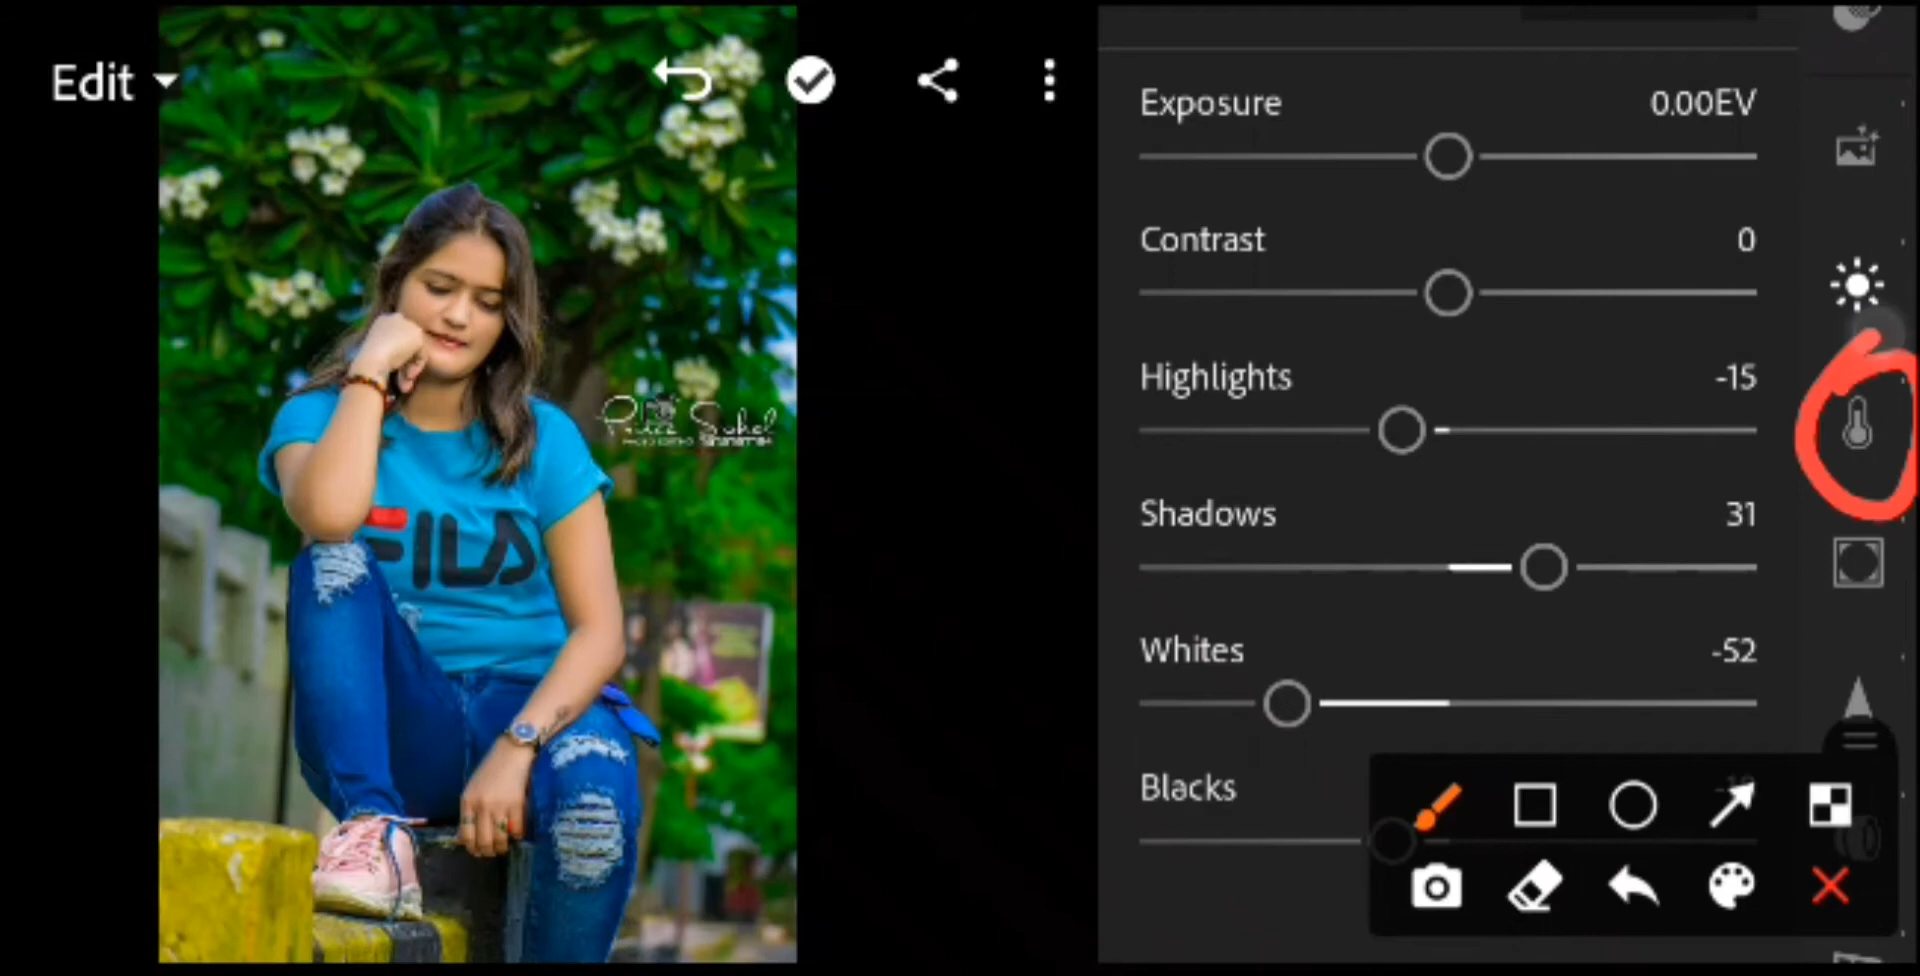 Edit
FILA
Exposure 0.00EV
Contrast 0
Highlights -15
Shadows 31
Whites -52
Blacks